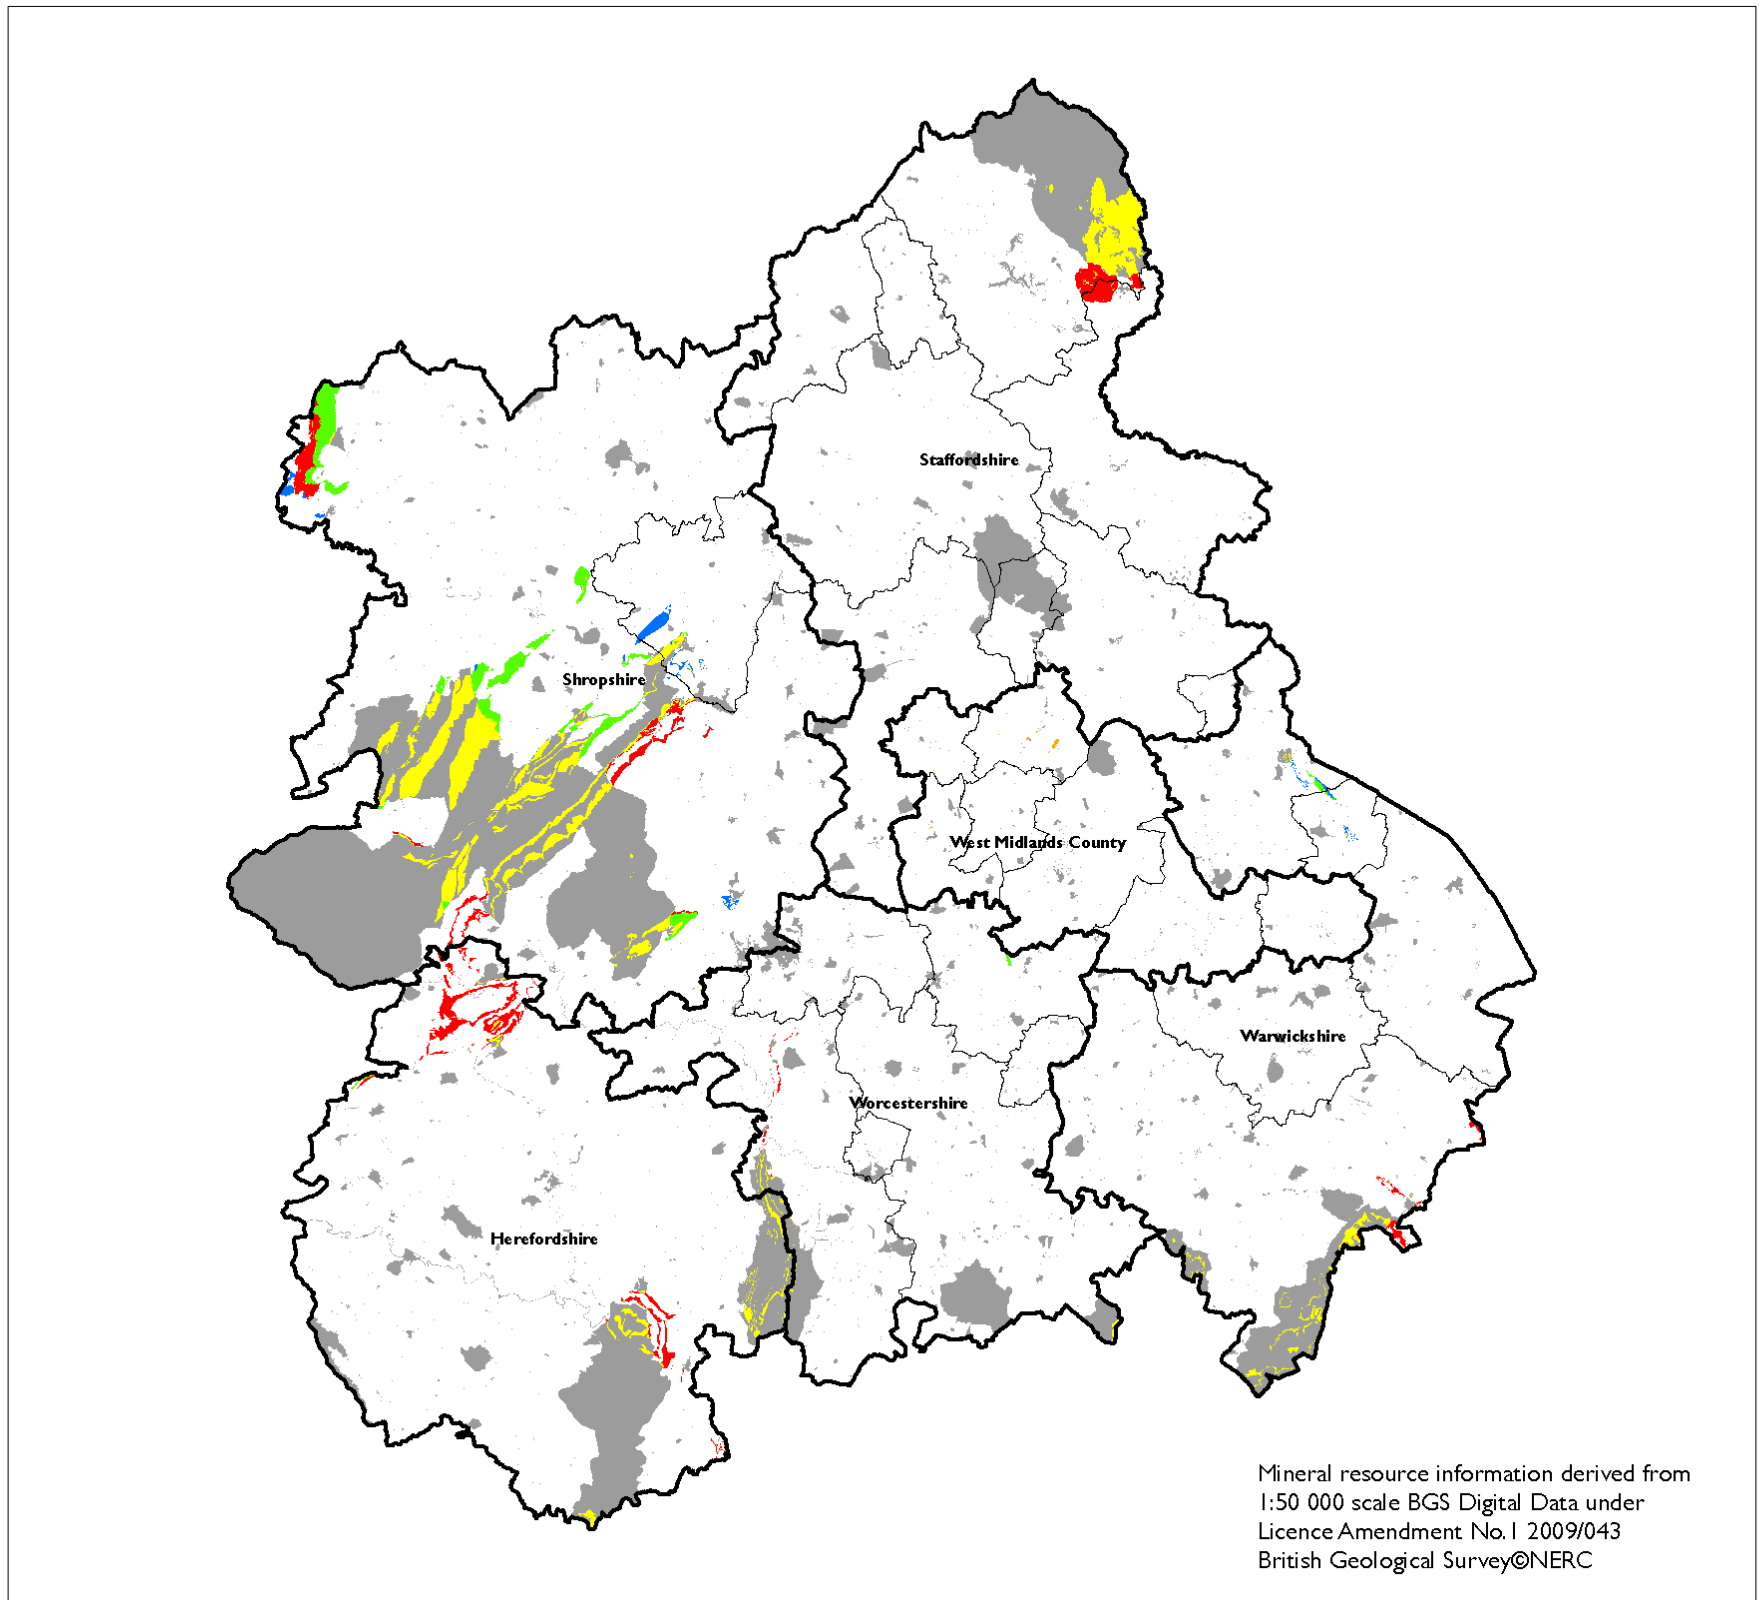 Staffordshire
Shropshire
West Midlands County
Warwickshire
Worcestershire
Herefordshire
Mineral resource information derived from
1:50 000 scale BGS Digital Data under
Licence Amendment No.1 2009/043
British Geological Survey©NERC